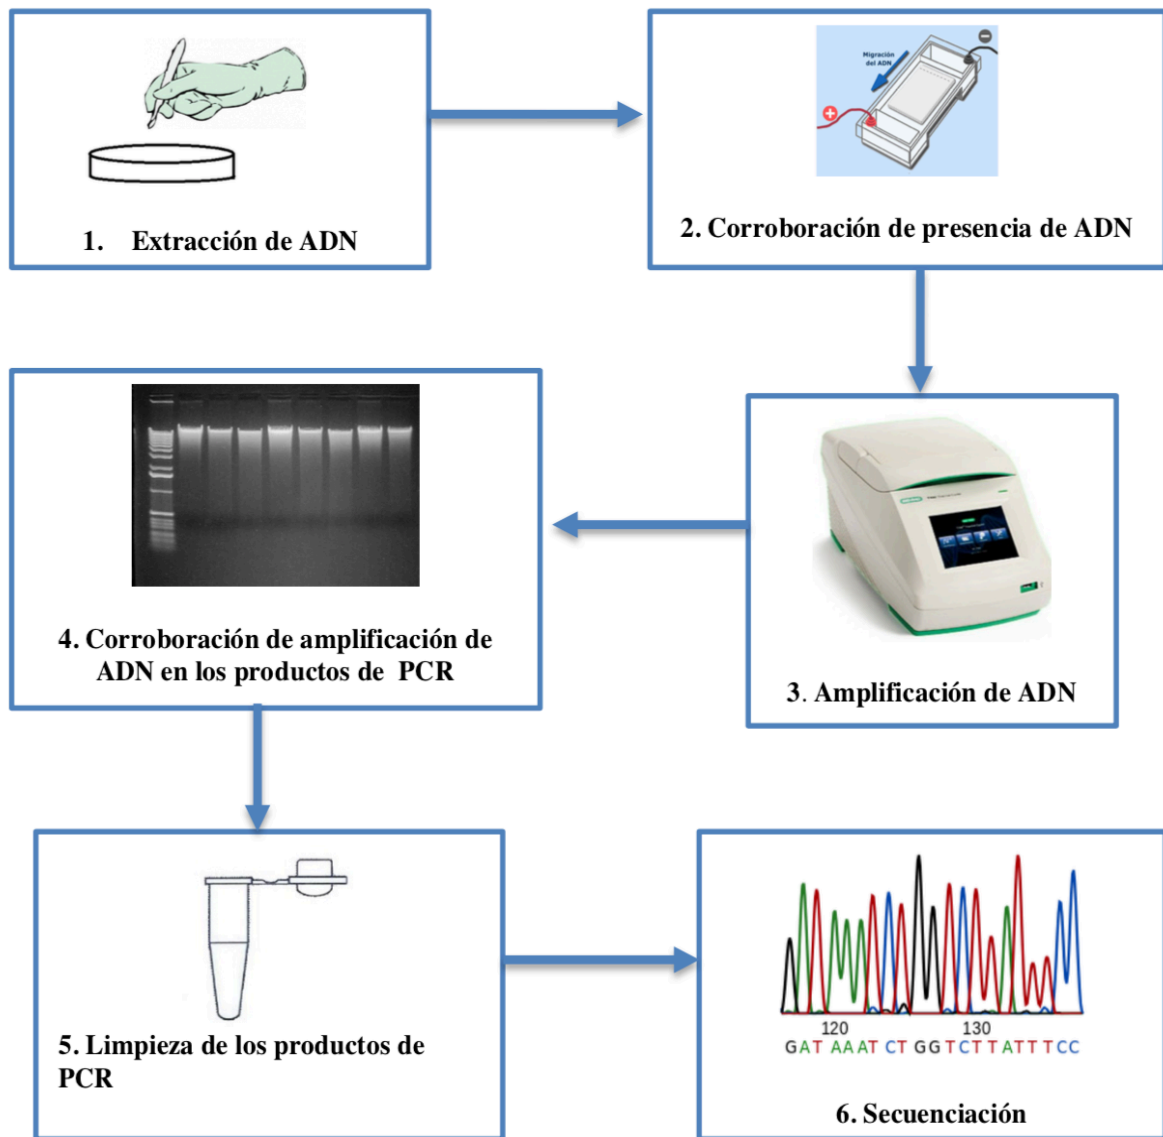 Migración
del ADN
1. Extracción de ADN
2. Corroboración de presencia de ADN
3. Amplificación de ADN
4. Corroboración de amplificación de
ADN en los productos de PCR
5. Limpieza de los productos de
PCR
120 130
GAT AAAT CT GGT CTT ATTT CC
6. Secuenciación